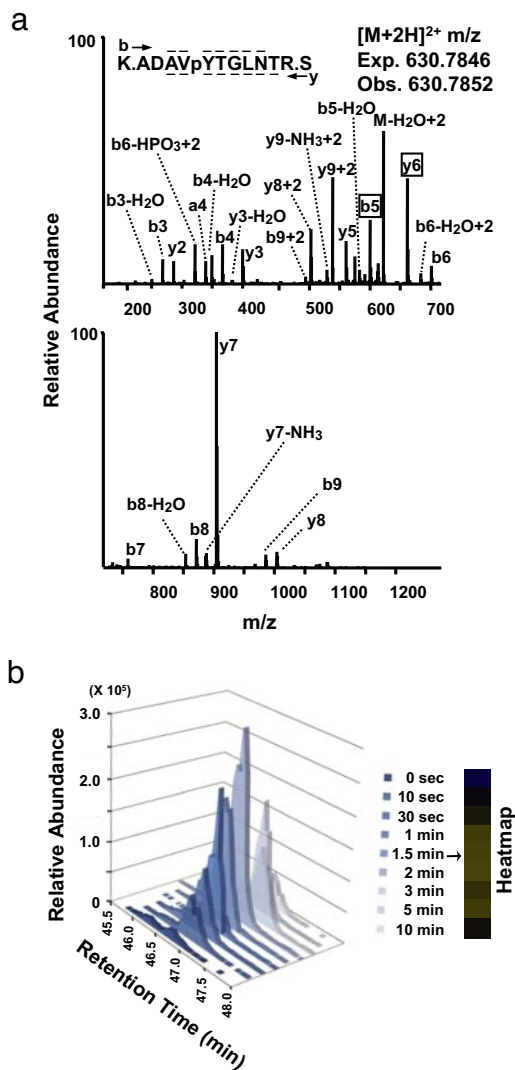 a
100
b
K.ADAVpYTGLNTR.S
y
[M+2H]²⁺ m/z
Exp. 630.7846
Obs. 630.7852
b5-H₂O
M-H₂O+2
y9-NH₃+2
b6-HPO₃+2
b4-H₂O
y9+2
y6
b3-H₂O
a4
y3-H₂O
y8+2
b5
b6-H₂O+2
b3
y2
b4
y3
b9+2
y5
b6
200 300 400 500 600 700
Relative Abundance
100
y7
y7-NH₃
b8-H₂O
b9
b8
y8
b7
0
800 900 1000 1100 1200
m/z
b
(X 10⁵)
3.0
2.0
1.0
0
Relative Abundance
45.5
46.0
46.5
47.0
47.5
48.0
Retention Time (min)
0 sec
10 sec
30 sec
1 min
1.5 min
2 min
3 min
5 min
10 min
Heatmap